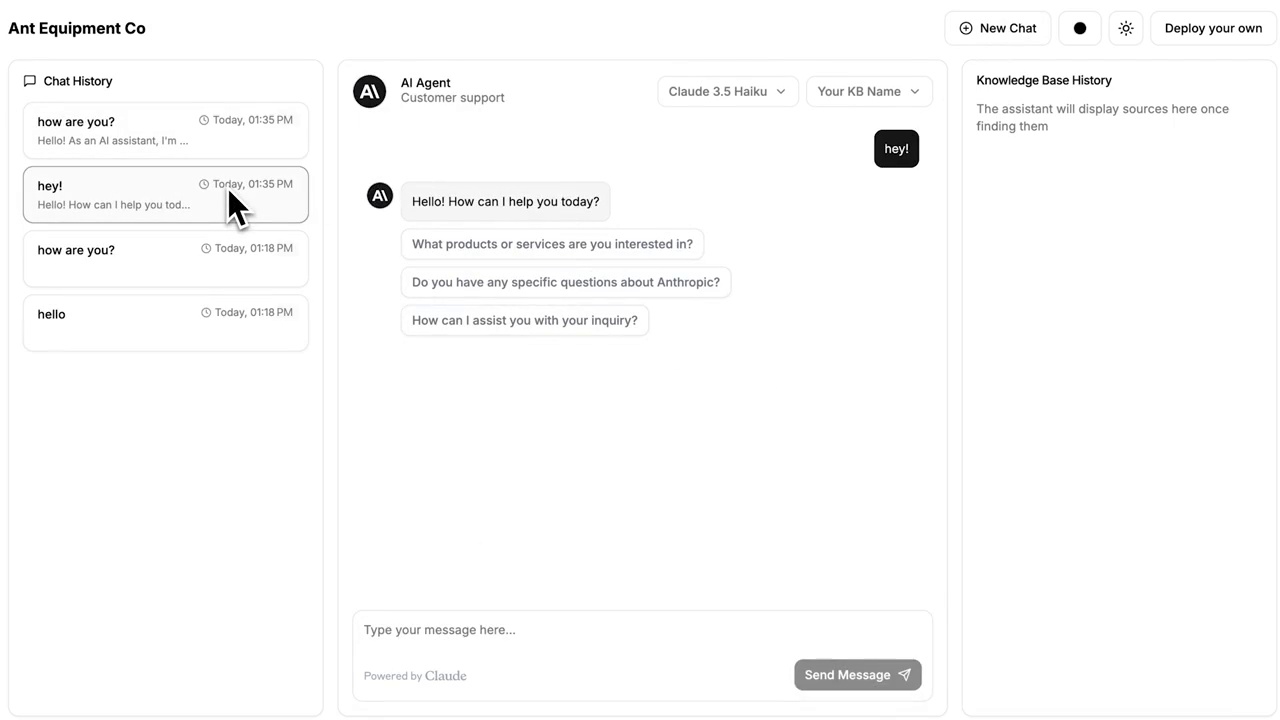 Ant Equipment Co
New Chat
Deploy your own
Chat History
how are you?
Today, 01:35 PM
Hello! As an AI assistant, I'm ...
hey!
Today, 01:35 PM
Hello! How can I help you tod...
how are you?
Today, 01:18 PM
hello
Today, 01:18 PM
AI Agent
Customer support
Claude 3.5 Haiku
Your KB Name
hey!
Hello! How can I help you today?
What products or services are you interested in?
Do you have any specific questions about Anthropic?
How can I assist you with your inquiry?
Type your message here...
Powered by Claude
Send Message
Knowledge Base History
The assistant will display sources here once
finding them